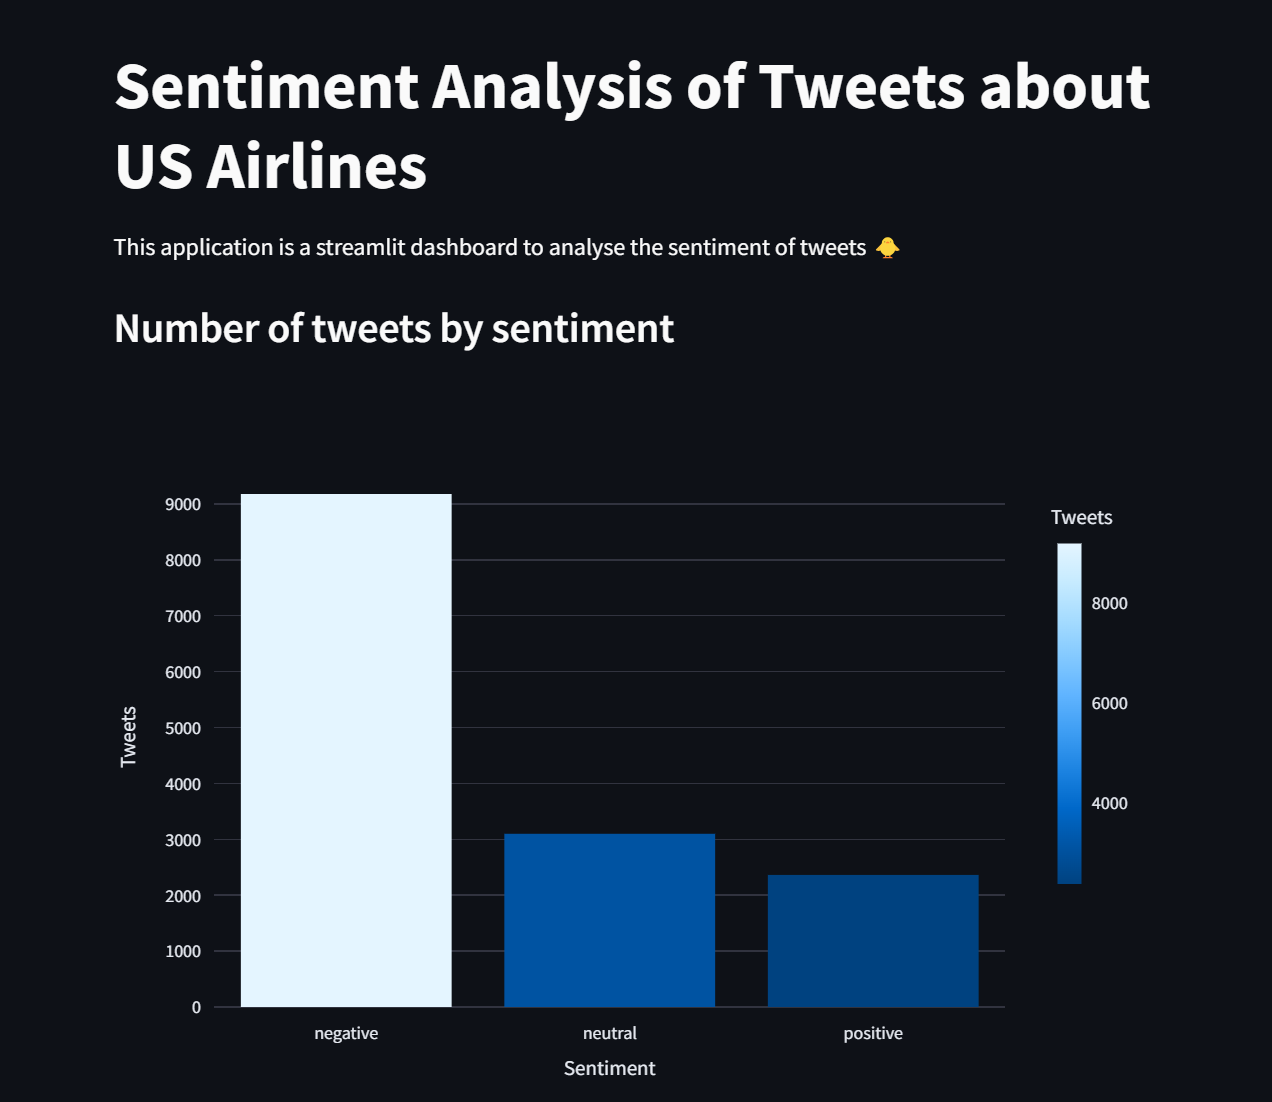 Sentiment Analysis of Tweets about
US Airlines
This application is a streamlit dashboard to analyse the sentiment of tweets 🐥
Number of tweets by sentiment
9000
8000
7000
6000
5000
4000
3000
2000
1000
0
Tweets
negative
neutral
positive
Sentiment
Tweets
8000
6000
4000